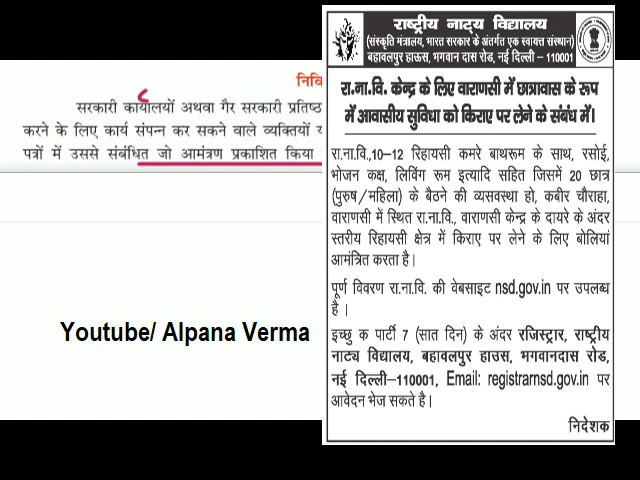 निवि
सरकारी कार्यालयों अथवा गैर सरकारी प्रतिष्ठ
करने के लिए कार्य संपन्न कर सकने वाले व्यक्तियों
पत्रों में उससे संबंधित जो आमंत्रण प्रकाशित किया
Youtube/ Alpana Verma
राष्ट्रीय नाट्य विद्यालय
(संस्कृति मंत्रालय, भारत सरकार के अंतर्गत एक स्वायत्त संस्थान)
बहावलपुर हाऊस, भगवान दास रोड, नई दिल्ली - 110001
रा.ना.वि. केन्द्र के लिए वाराणसी में छात्रावास के रूप
में आवासीय सुविधा को किराए पर लेने के संबंध में।
रा.ना.वि.,10-12 रिहायसी कमरे बाथरूम के साथ, रसोई,
भोजन कक्ष, लिविंग रूम इत्यादि सहित जिसमें 20 छात्र
(पुरुष/महिला) के बैठने की व्यवसस्था हो, कबीर चौराहा,
वाराणसी में स्थित रा.ना.वि., वाराणसी केन्द्र के दायरे के अंदर
स्तरीय रिहायसी क्षेत्र में किराए पर लेने के लिए बोलियां
आमंत्रित करता है।
पूर्ण विवरण रा.ना.वि. की वेबसाइट nsd.gov.in पर उपलब्ध
है ।
इच्छु क पार्टी 7 (सात दिन) के अंदर रजिस्ट्रार, राष्ट्रीय
नाट्य विद्यालय, बहावलपुर हाउस, भगवानदास रोड,
नई दिल्ली-110001, Email: registrarnsd.gov.in पर
आवेदन भेज सकते है।
निदेशक